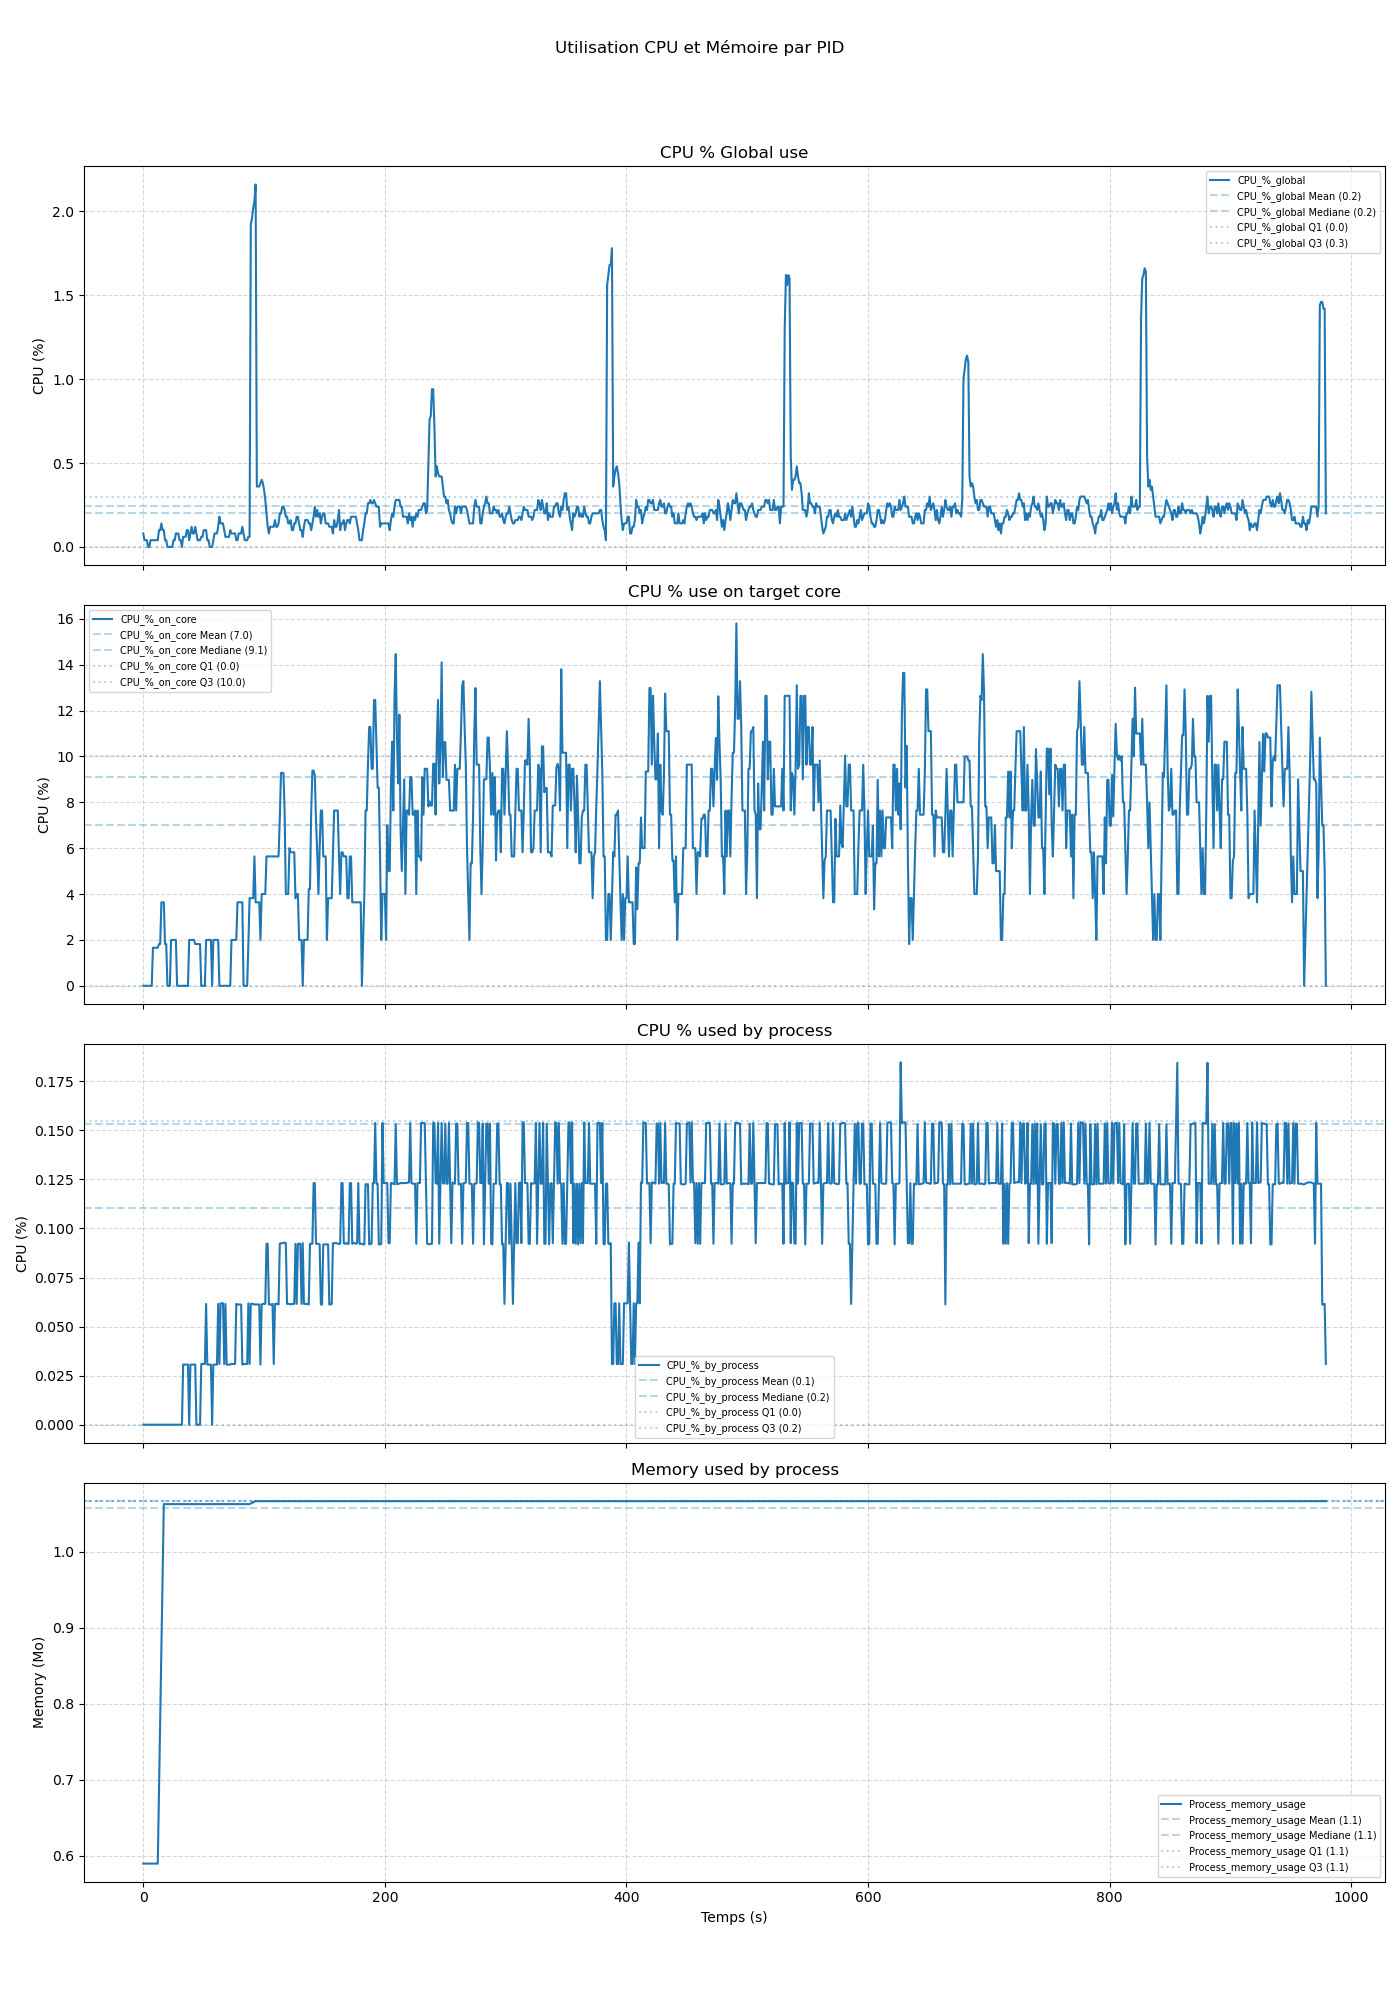 Utilisation CPU et Mémoire par PID
CPU % Global use
CPU (%)
2.0
1.5
1.0
0.5
0.0
CPU_%_global
CPU_%_global Mean (0.2)
CPU_%_global Mediane (0.2)
CPU_%_global Q1 (0.0)
CPU_%_global Q3 (0.3)
CPU % use on target core
CPU (%)
16
14
12
10
8
6
4
2
0
CPU_%_on_core
CPU_%_on_core Mean (7.0)
CPU_%_on_core Mediane (9.1)
CPU_%_on_core Q1 (0.0)
CPU_%_on_core Q3 (10.0)
CPU % used by process
CPU (%)
0.175
0.150
0.125
0.100
0.075
0.050
0.025
0.000
CPU_%_by_process
CPU_%_by_process Mean (0.1)
CPU_%_by_process Mediane (0.2)
CPU_%_by_process Q1 (0.0)
CPU_%_by_process Q3 (0.2)
Memory used by process
Memory (Mo)
1.0
0.9
0.8
0.7
0.6
Process_memory_usage
Process_memory_usage Mean (1.1)
Process_memory_usage Mediane (1.1)
Process_memory_usage Q1 (1.1)
Process_memory_usage Q3 (1.1)
0 200 400 600 800 1000
Temps (s)